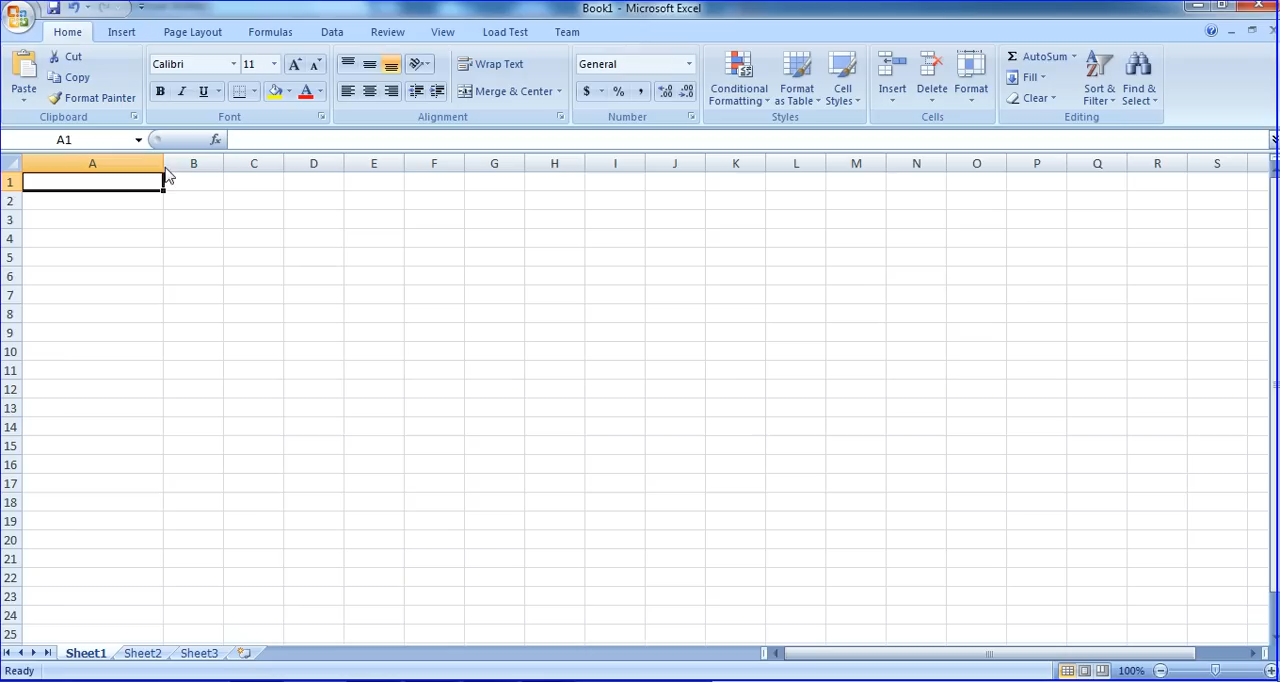 Book1 - Microsoft Excel
Home Insert Page Layout Formulas Data Review View Load Test Team
Paste Cut Copy Format Painter Clipboard
Calibri 11 B I U A Font
Wrap Text Merge & Center Alignment
General $ % , .00 .0 Number
Conditional Formatting Format as Table Cell Styles Styles
Insert Delete Format Cells
Σ AutoSum Fill Clear Sort & Filter Find & Select Editing
A1 fx
A B C D E F G H I J K L M N O P Q R S
1
2
3
4
5
6
7
8
9
10
11
12
13
14
15
16
17
18
19
20
21
22
23
24
25
Sheet1 Sheet2 Sheet3
Ready 100%